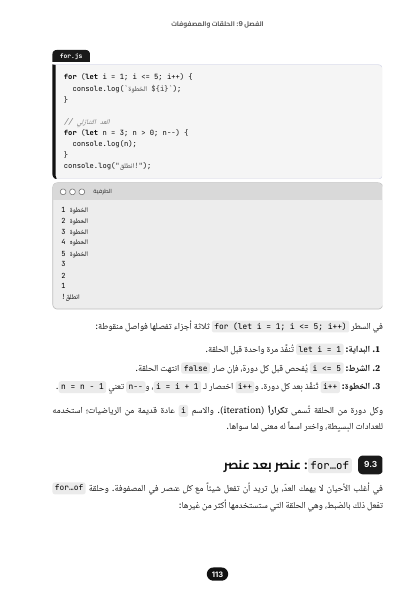 الفصل 9: الحلقات والمصفوفات
for.js
for (let i = 1; i <= 5; i++) {
console.log(`الخطوة ${i}`);
}
// العد التنازلي
for (let n = 3; n > 0; n--) {
console.log(n);
}
console.log("انطلق!");
الطرفية
الخطوة 1
الخطوة 2
الخطوة 3
الخطوة 4
الخطوة 5
3
2
1
انطلق!
في السطر for (let i = 1; i <= 5; i++) ثلاثة أجزاء تفصلها فواصل منقوطة:
1. البداية: let i = 1 تُنفَّذ مرة واحدة قبل الحلقة.
2. الشرط: i <= 5 يُفحص قبل كل دورة، فإن صار false انتهت الحلقة.
3. الخطوة: i++ تُنفَّذ بعد كل دورة. و i++ اختصار لـ i = i + 1، و n-- تعني n = n - 1.
وكل دورة من الحلقة تُسمى تكراراً (iteration). والاسم i عادة قديمة من الرياضيات؛ استخدمه
للعدادات البسيطة، واختر اسماً له معنى لما سواها.
9.3 for…of: عنصر بعد عنصر
في أغلب الأحيان لا يهمك العدّ، بل تريد أن تفعل شيئاً مع كل عنصر في المصفوفة. وحلقة for…of
تفعل ذلك بالضبط، وهي الحلقة التي ستستخدمها أكثر من غيرها:
113